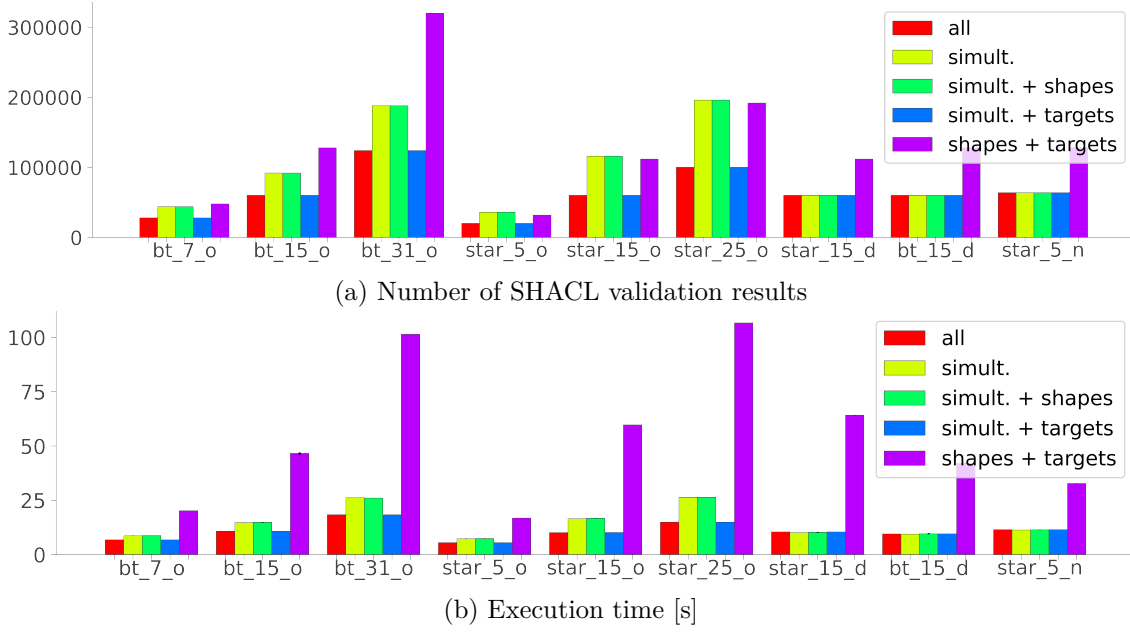 300000
200000
100000
0
all
simult.
simult. + shapes
simult. + targets
shapes + targets
bt_7_o bt_15_o bt_31_o star_5_o star_15_o star_25_o star_15_d bt_15_d star_5_n
(a) Number of SHACL validation results
100
75
50
25
0
all
simult.
simult. + shapes
simult. + targets
shapes + targets
bt_7_o bt_15_o bt_31_o star_5_o star_15_o star_25_o star_15_d bt_15_d star_5_n
(b) Execution time [s]